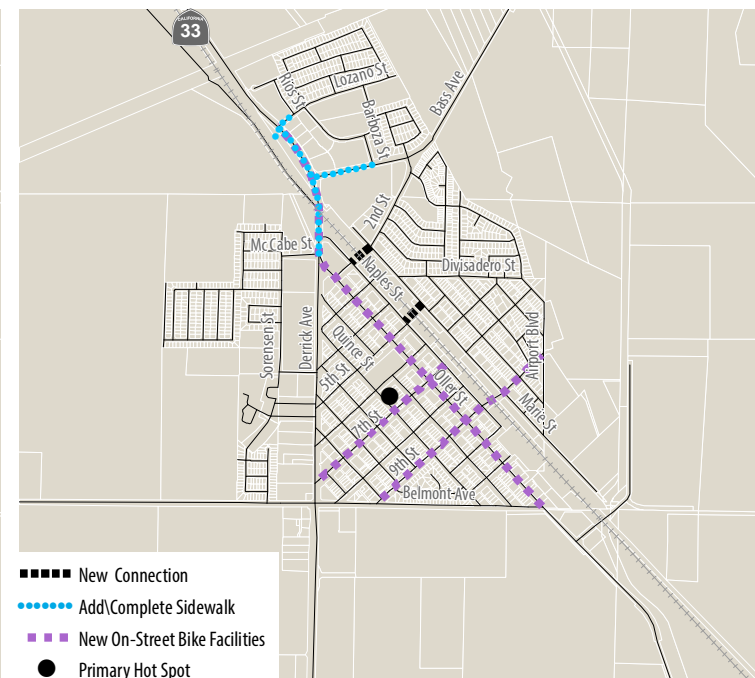 CALIFORNIA
33
Lozano St
Rios St
Barboza St
Bass Ave
2nd St
McCabe St
Naples St
Divisadero St
Sorensen St
Derrick Ave
Quince St
5th St
Airport Blvd
Oller St
Marie St
7th St
9th St
Belmont Ave
New Connection
Add\Complete Sidewalk
New On-Street Bike Facilities
Primary Hot Spot